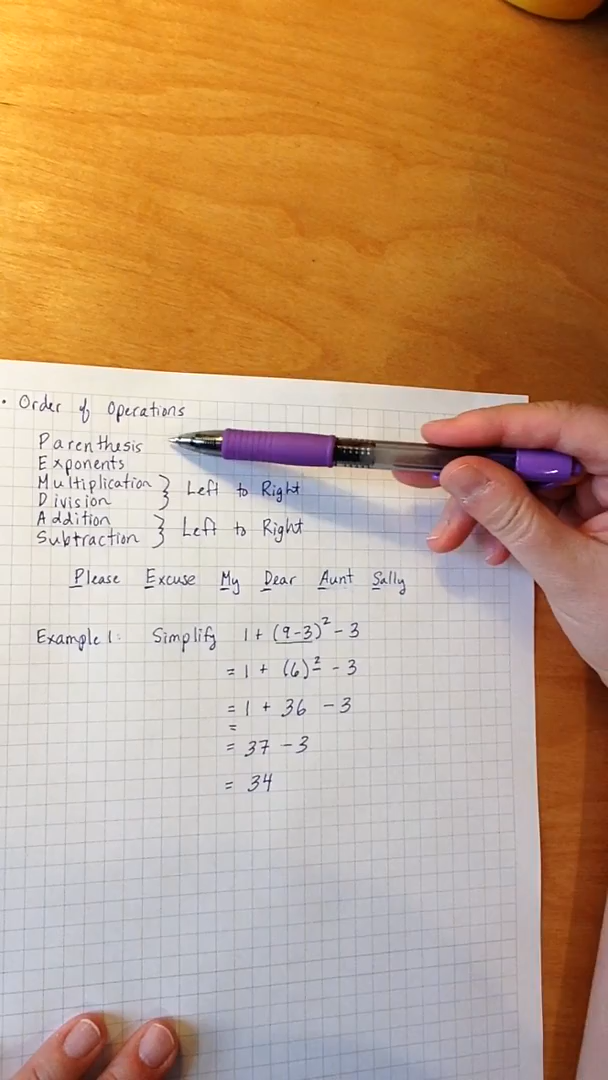 • Order of Operations
Parenthesis
Exponents
Multiplication } Left to Right
Division
Addition } Left to Right
Subtraction
Please Excuse My Dear Aunt Sally
Example 1: Simplify 1 + (9-3)² - 3
= 1 + (6)² - 3
= 1 + 36 - 3
=
= 37 - 3
= 34